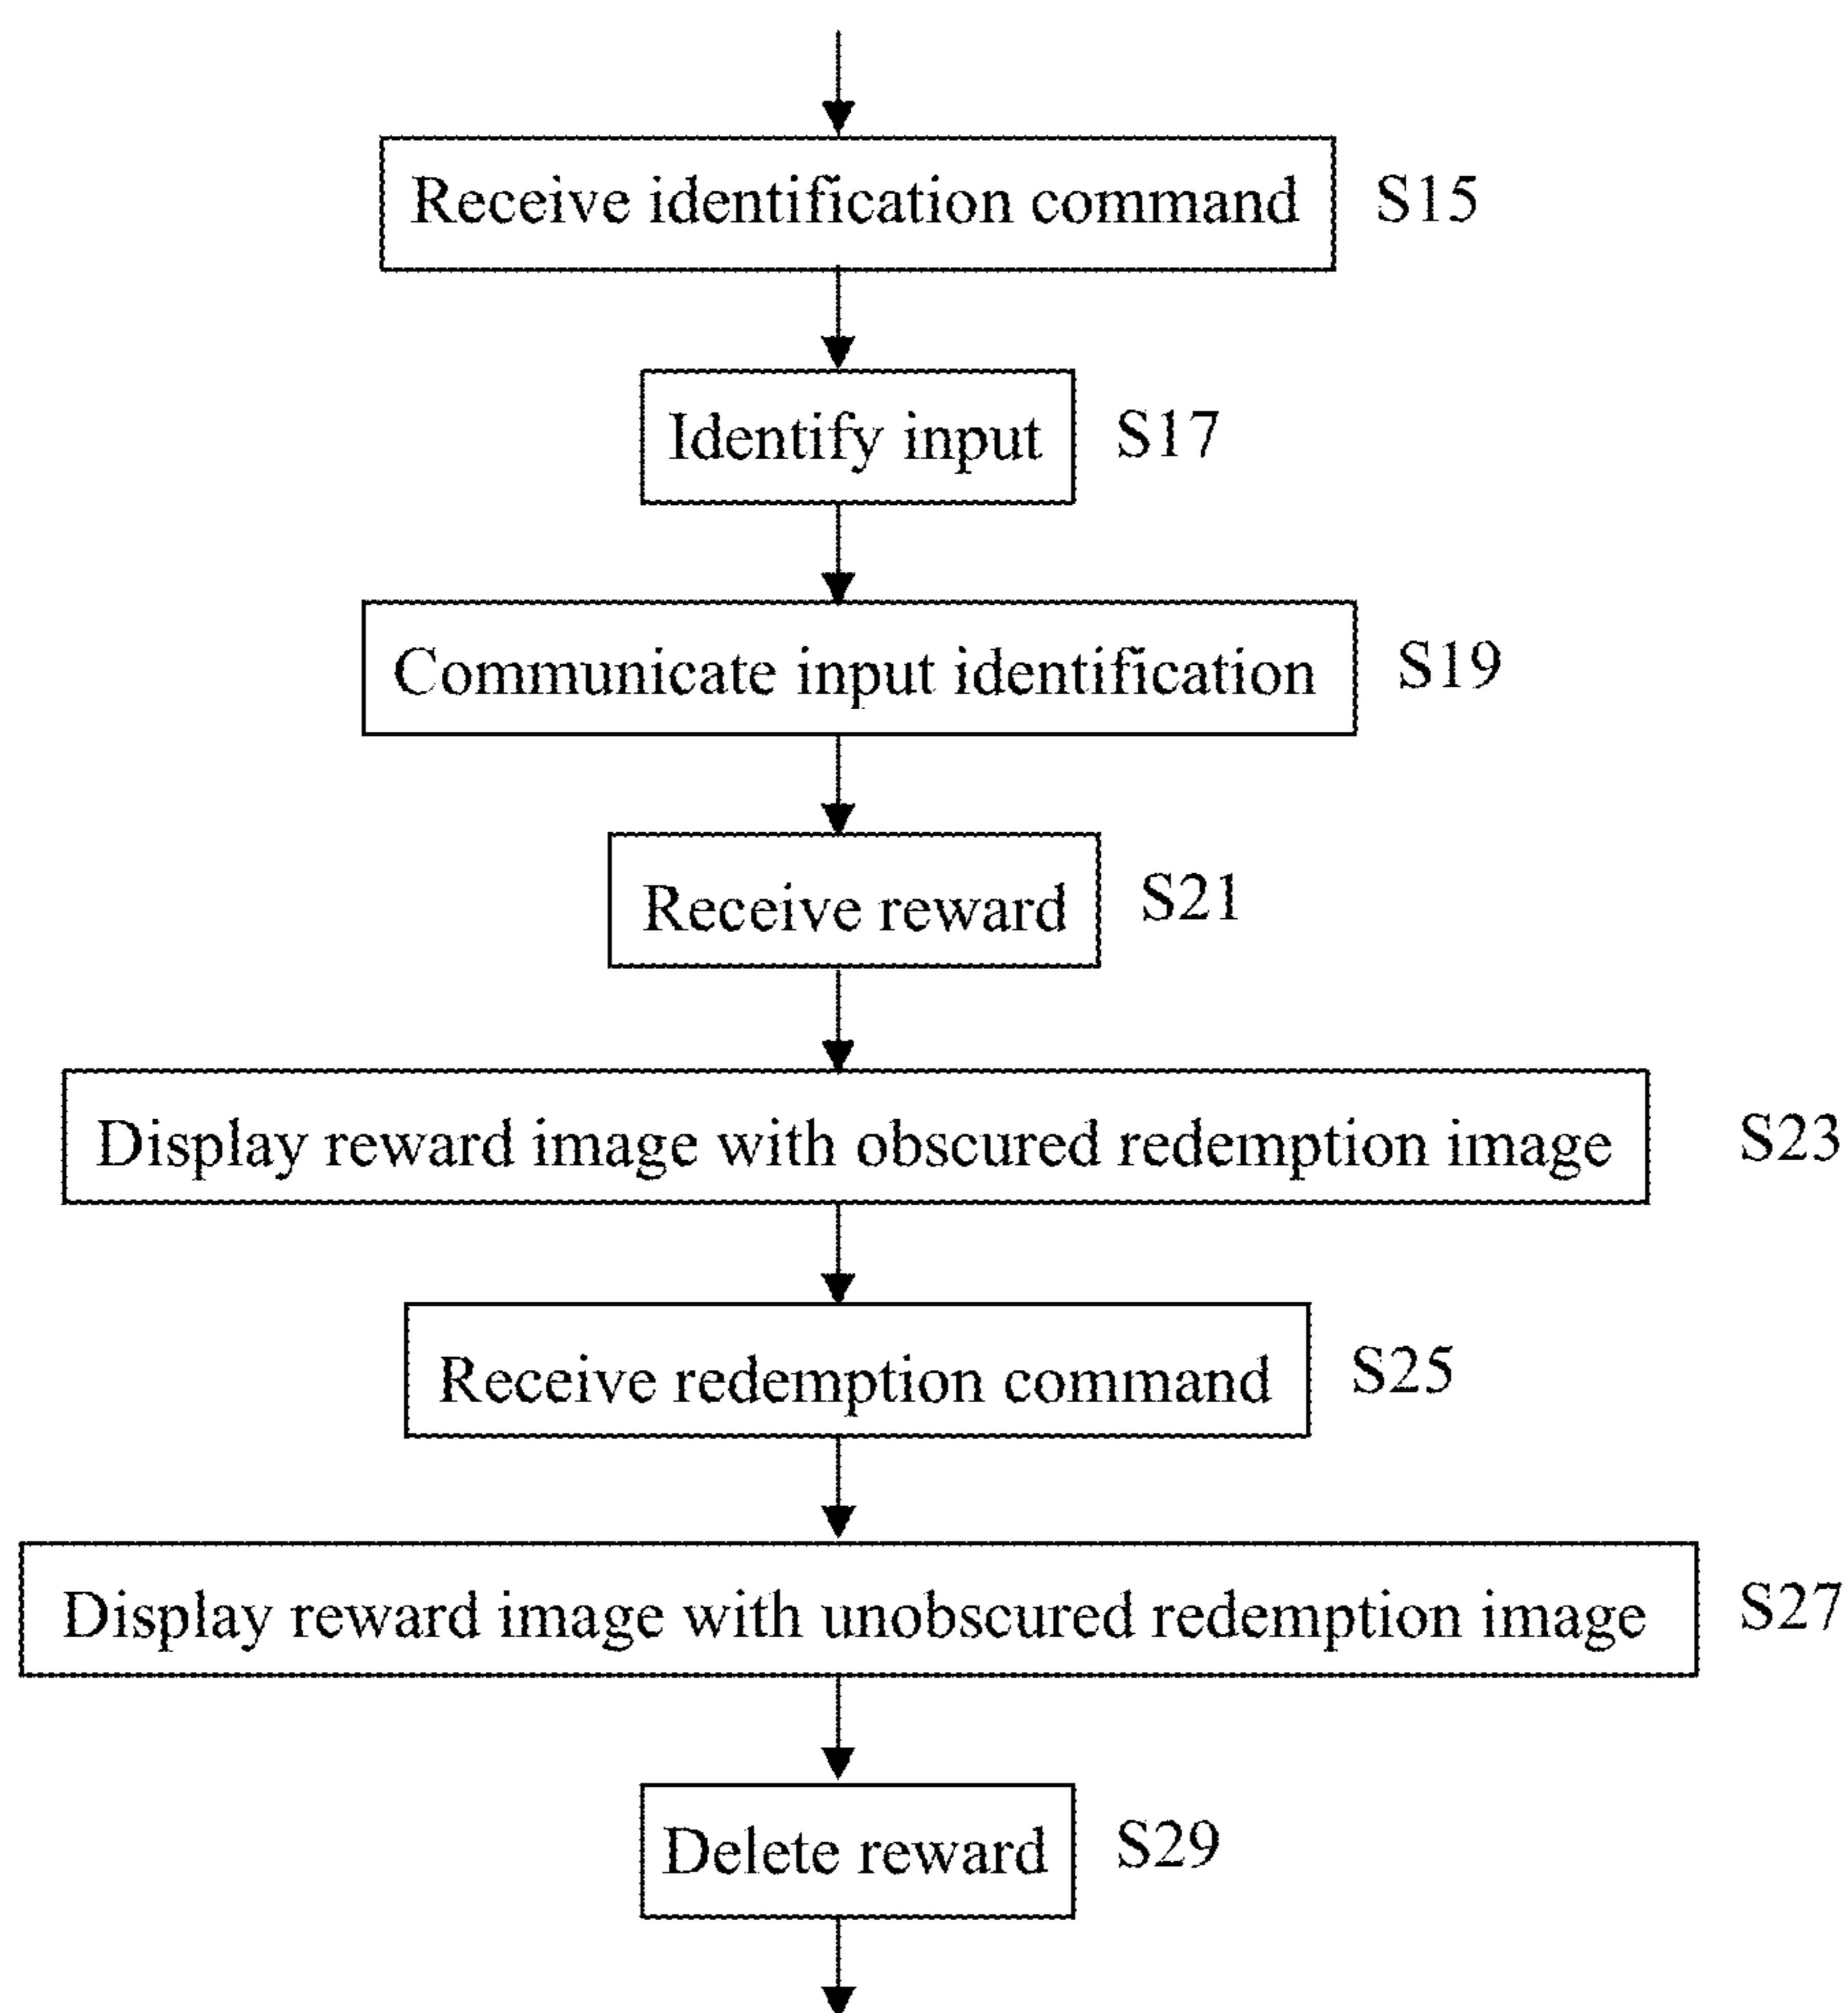 Receive identification command S15
Identify input S17
Communicate input identification S19
Receive reward S21
Display reward image with obscured redemption image S23
Receive redemption command S25
Display reward image with unobscured redemption image S27
Delete reward S29